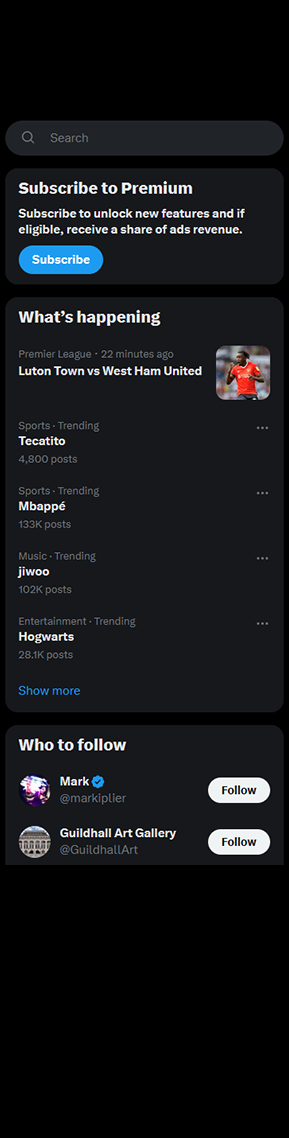 Search
Subscribe to Premium
Subscribe to unlock new features and if
eligible, receive a share of ads revenue.
Subscribe
What’s happening
Premier League · 22 minutes ago
Luton Town vs West Ham United
Sports · Trending
Tecatito
4,800 posts
Sports · Trending
Mbappé
133K posts
Music · Trending
jiwoo
102K posts
Entertainment · Trending
Hogwarts
28.1K posts
Show more
Who to follow
Mark
@markiplier
Follow
Guildhall Art Gallery
@GuildhallArt
Follow